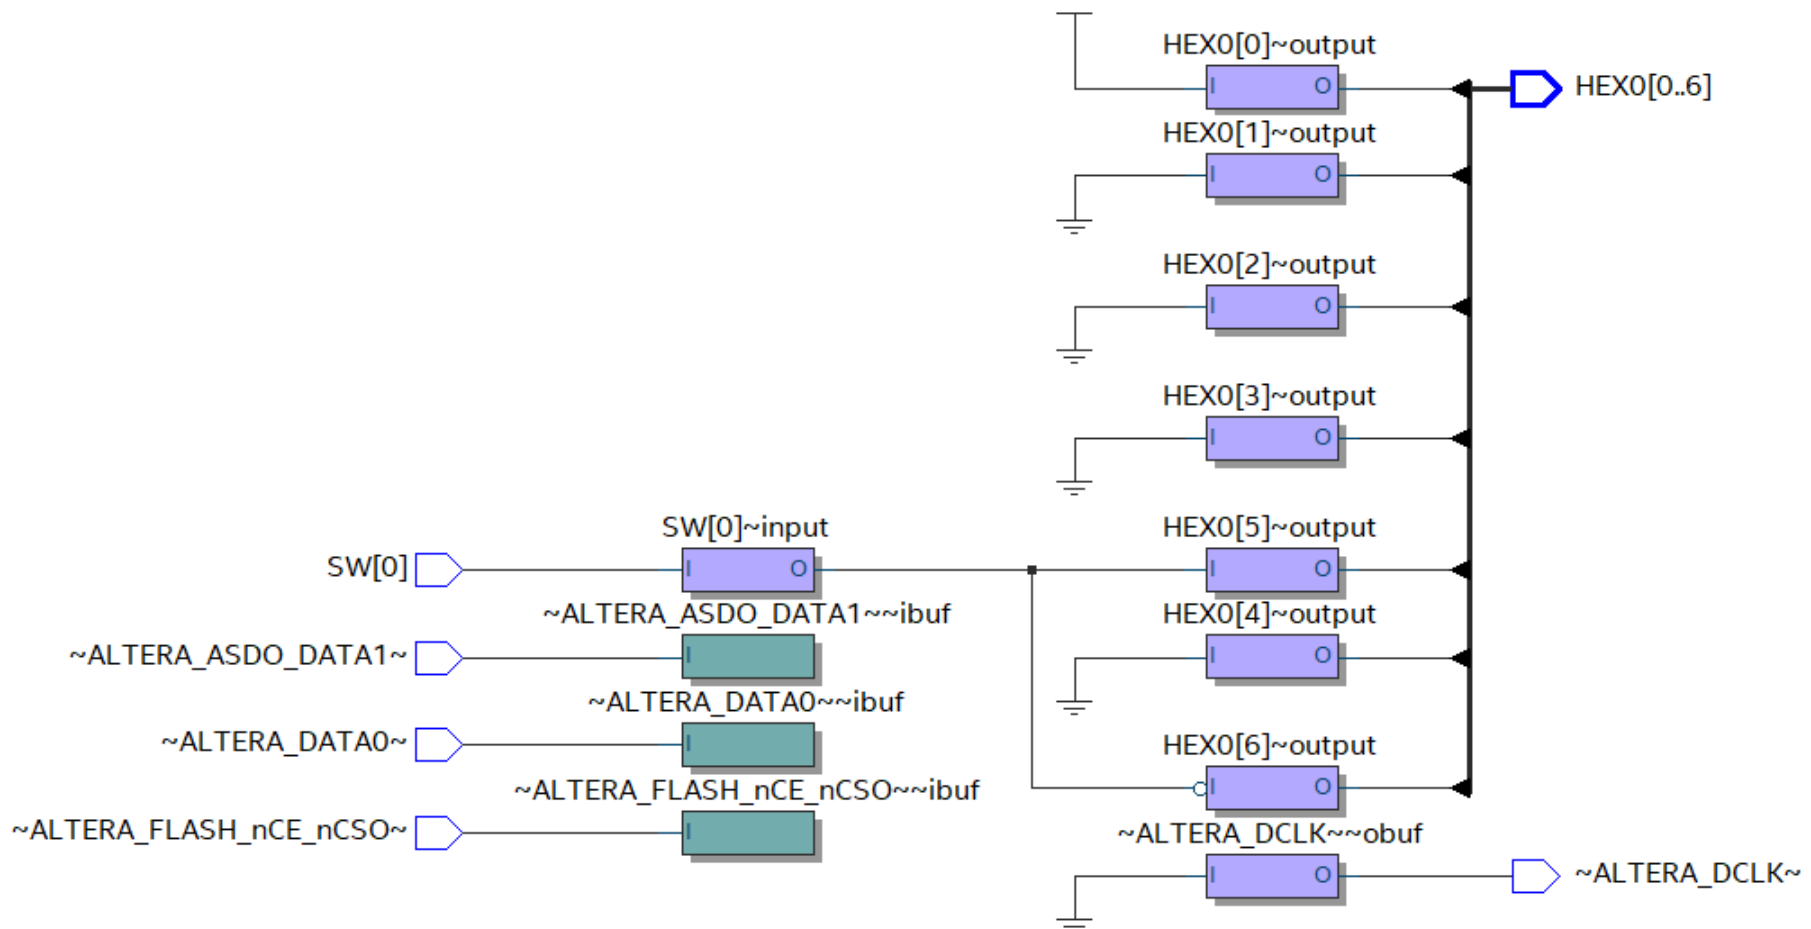 HEX0[0]~output
I O
HEX0[0..6]
HEX0[1]~output
I O
HEX0[2]~output
I O
HEX0[3]~output
I O
SW[0]~input
HEX0[5]~output
SW[0]
I O
I O
~ALTERA_ASDO_DATA1~~ibuf
HEX0[4]~output
~ALTERA_ASDO_DATA1~
I
I O
~ALTERA_DATA0~~ibuf
~ALTERA_DATA0~
I
HEX0[6]~output
~ALTERA_FLASH_nCE_nCSO~~ibuf
I O
~ALTERA_FLASH_nCE_nCSO~
I
~ALTERA_DCLK~~obuf
I O
~ALTERA_DCLK~